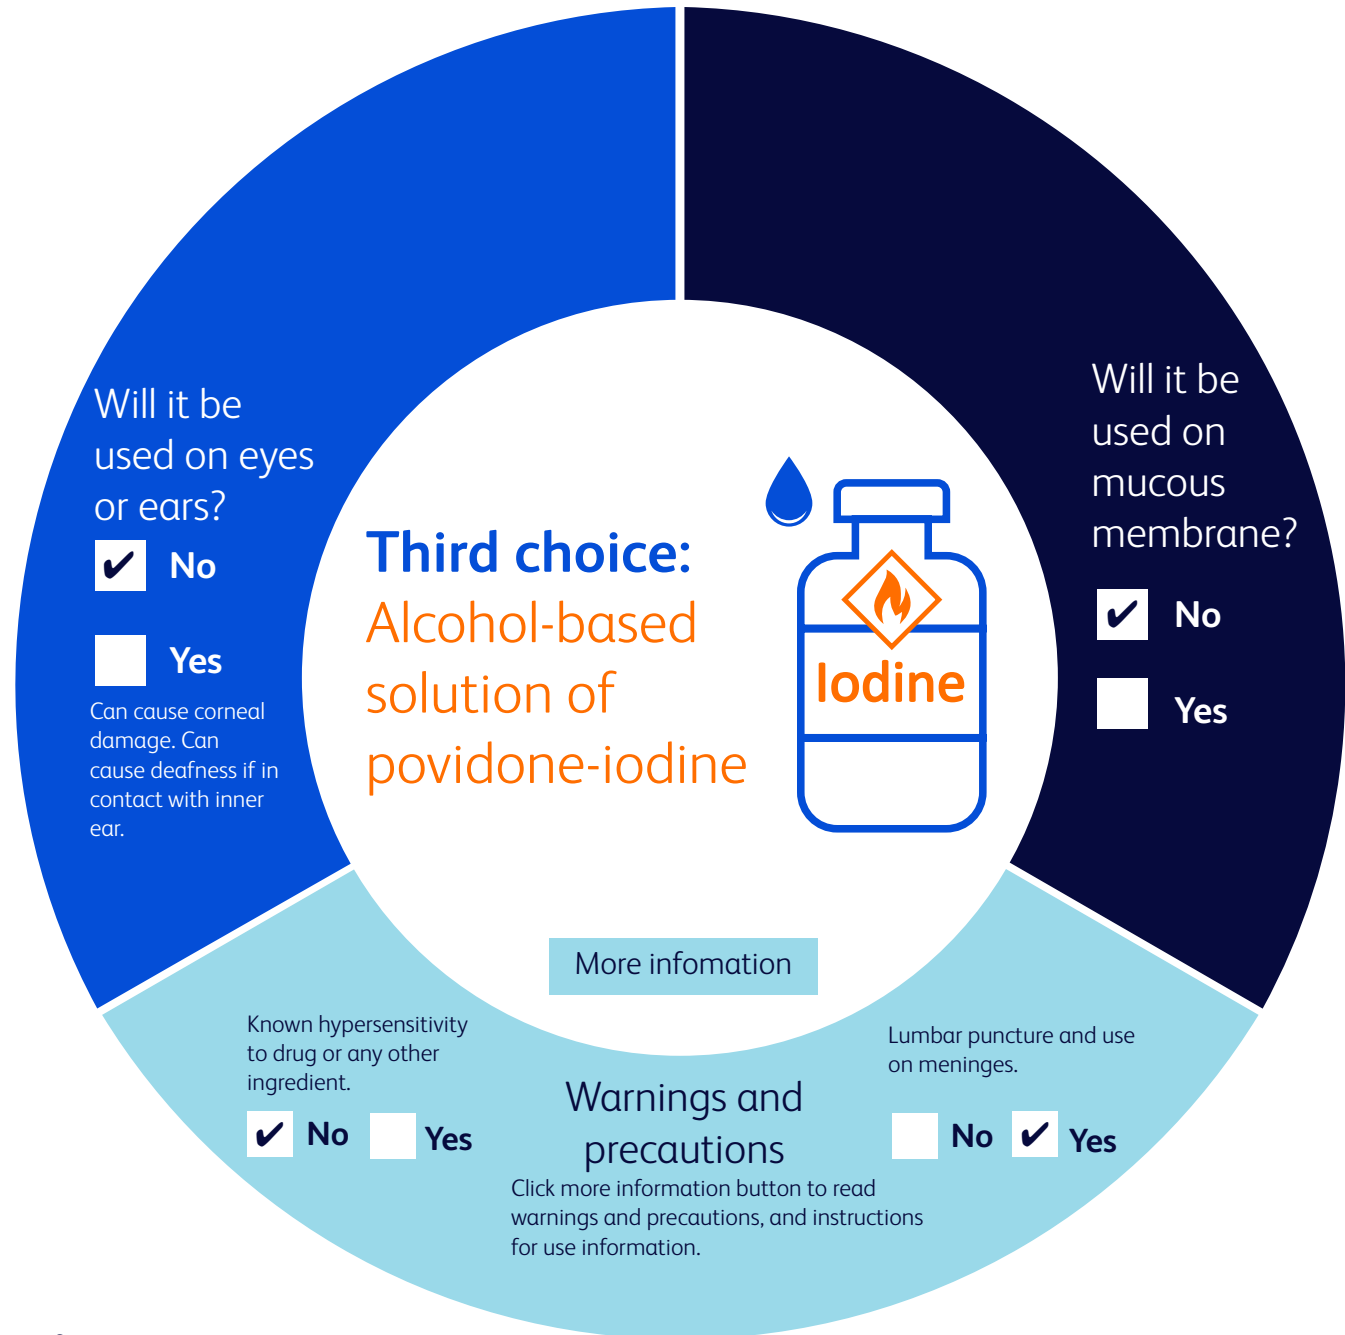 Will it be
used on eyes
or ears?
✔ No
Yes
Can cause corneal
damage. Can
cause deafness if in
contact with inner
ear.
Third choice:
Alcohol-based
solution of
povidone-iodine
Iodine
Will it be
used on
mucous
membrane?
✔ No
Yes
More infomation
Known hypersensitivity
to drug or any other
ingredient.
✔ No Yes
Warnings and
precautions
Click more information button to read
warnings and precautions, and instructions
for use information.
Lumbar puncture and use
on meninges.
No ✔ Yes